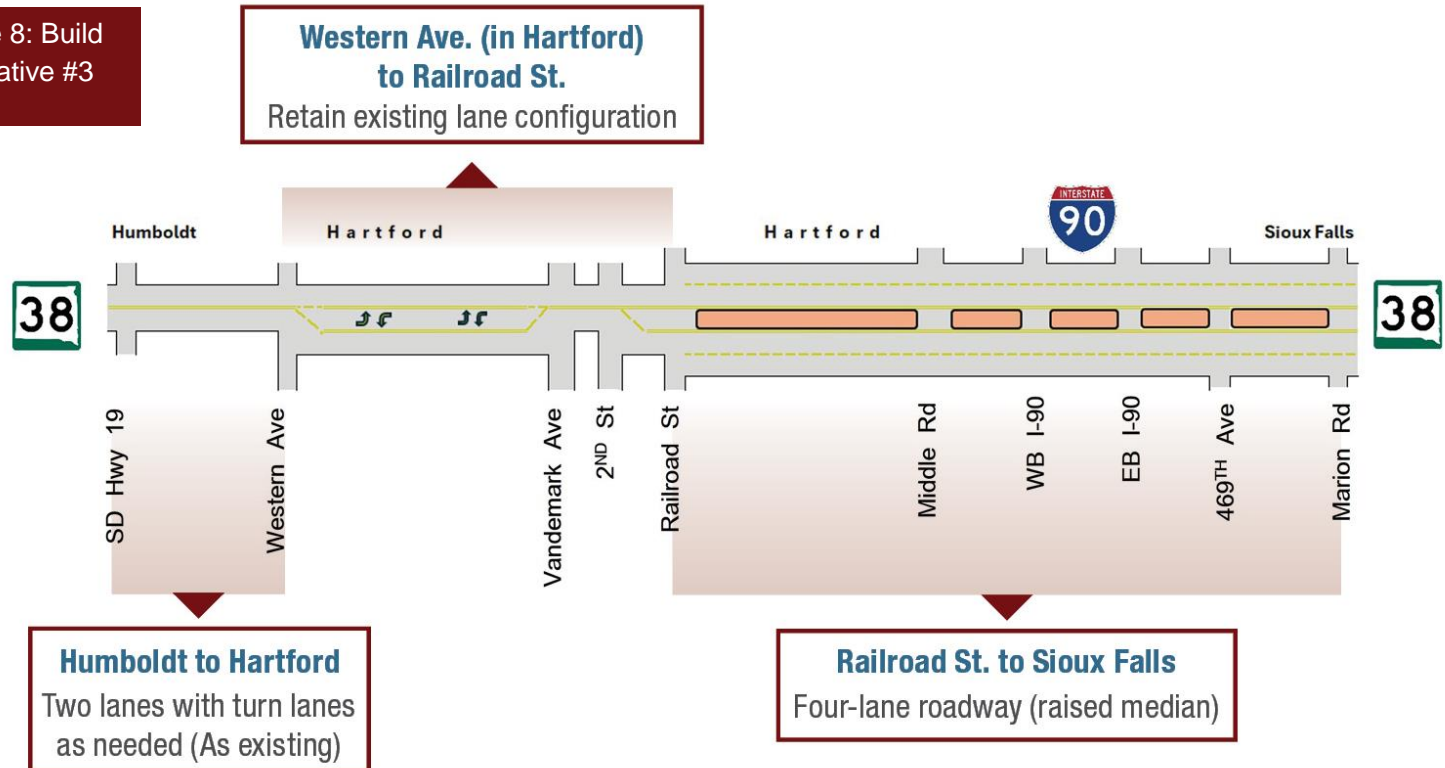 8: Build
ative #3
Western Ave. (in Hartford)
to Railroad St.
Retain existing lane configuration
Humboldt
Hartford
Hartford
INTERSTATE
90
Sioux Falls
38
38
SD Hwy 19
Western Ave
Vandemark Ave
2ND St
Railroad St
Middle Rd
WB I-90
EB I-90
469TH Ave
Marion Rd
Humboldt to Hartford
Two lanes with turn lanes
as needed (As existing)
Railroad St. to Sioux Falls
Four-lane roadway (raised median)